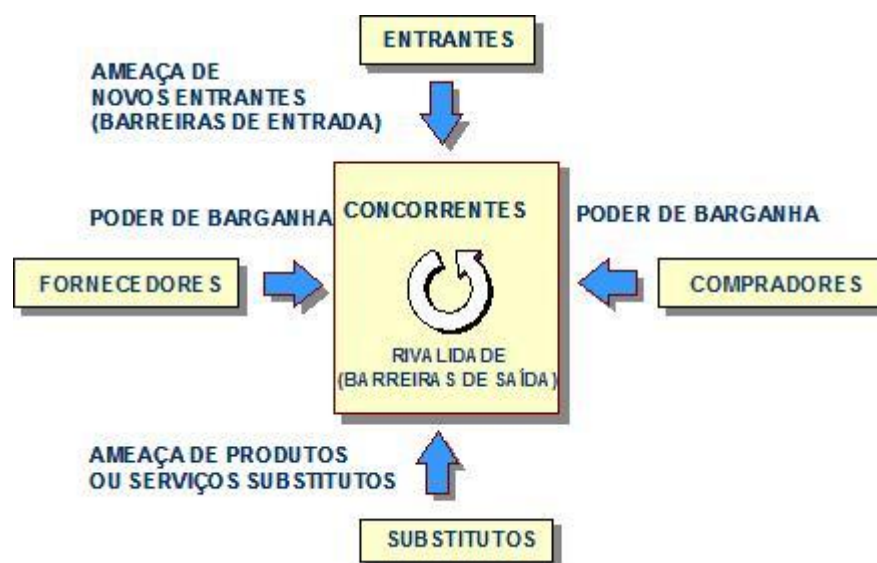 ENTRANTES
AMEAÇA DE
NOVOS ENTRANTES
(BARREIRAS DE ENTRADA)
PODER DE BARGANHA
CONCORRENTES
PODER DE BARGANHA
FORNECEDORES
COMPRADORES
RIVALIDADE
(BARREIRAS DE SAÍDA)
AMEAÇA DE PRODUTOS
OU SERVIÇOS SUBSTITUTOS
SUBSTITUTOS